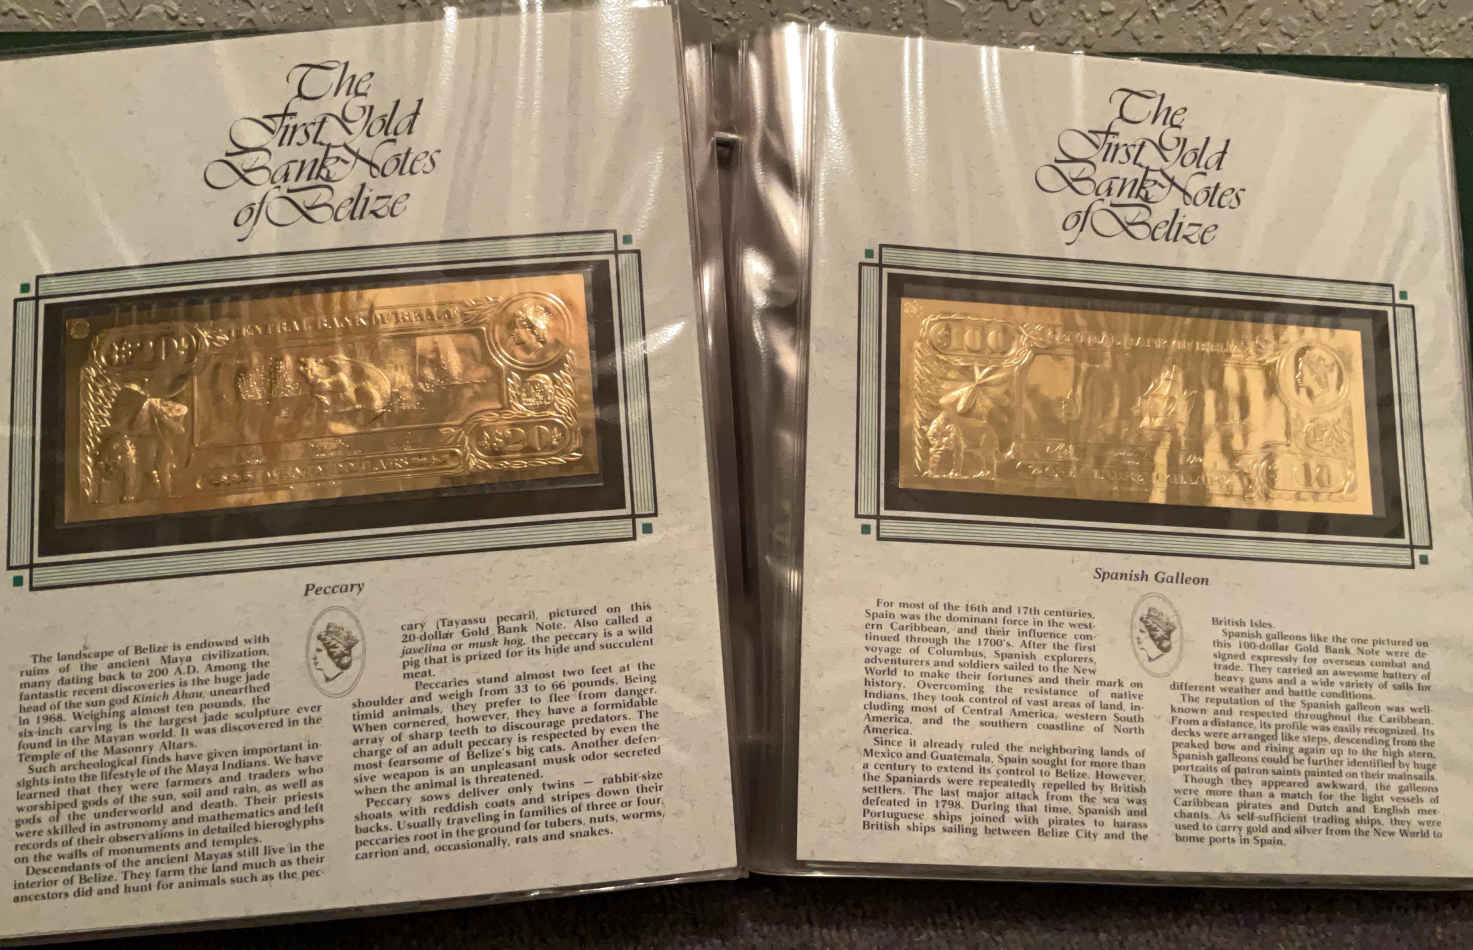 The
First Gold
Bank Notes
of Belize
$20
CENTRAL BANK OF BELIZE
$20
TWENTY DOLLARS
Peccary
The landscape of Belize is endowed with
ruins of the ancient Maya civilization,
many dating back to 200 A.D. Among the
fantastic recent discoveries is the huge jade
head of the sun god Kinich Ahau, unearthed
in 1968. Weighing almost ten pounds, the
six-inch carving is the largest jade sculpture ever
found in the Mayan world. It was discovered in the
Temple of the Masonry Altars.
Such archeological finds have given important in-
sights into the lifestyle of the Maya Indians. We have
learned that they were farmers and traders who
worshiped gods of the sun, soil and rain, as well as
gods of the underworld and death. Their priests
were skilled in astronomy and mathematics and left
records of their observations in detailed hieroglyphs
on the walls of monuments and temples.
Descendants of the ancient Mayas still live in the
interior of Belize. They farm the land much as their
ancestors did and hunt for animals such as the pec-
cary (Tayassu pecari), pictured on this
20-dollar Gold Bank Note. Also called a
javelina or musk hog, the peccary is a wild
pig that is prized for its hide and succulent
meat.
Peccaries stand almost two feet at the
shoulder and weigh from 33 to 66 pounds. Being
timid animals, they prefer to flee from danger.
When cornered, however, they have a formidable
array of sharp teeth to discourage predators. The
charge of an adult peccary is respected by even the
most fearsome of Belize's big cats. Another defen-
sive weapon is an unpleasant musk odor secreted
when the animal is threatened.
Peccary sows deliver only twins — rabbit-size
shoats with reddish coats and stripes down their
backs. Usually traveling in families of three or four,
peccaries root in the ground for tubers, nuts, worms,
carrion and, occasionally, rats and snakes.
The
First Gold
Bank Notes
of Belize
$100
CENTRAL BANK OF BELIZE
100
Spanish Galleon
For most of the 16th and 17th centuries,
Spain was the dominant force in the west-
ern Caribbean, and their influence con-
tinued through the 1700's. After the first
voyage of Columbus, Spanish explorers,
adventurers and soldiers sailed to the New
World to make their fortunes and their mark on
history. Overcoming the resistance of native
Indians, they took control of vast areas of land, in-
cluding most of Central America, western South
America, and the southern coastline of North
America.
Since it already ruled the neighboring lands of
Mexico and Guatemala, Spain sought for more than
a century to extend its control to Belize. However,
the Spaniards were repeatedly repelled by British
settlers. The last major attack from the sea was
defeated in 1798. During that time, Spanish and
Portuguese ships joined with pirates to harass
British ships sailing between Belize City and the
British Isles.
Spanish galleons like the one pictured on
this 100-dollar Gold Bank Note were de-
signed expressly for overseas combat and
trade. They carried an awesome battery of
heavy guns and a wide variety of sails for
different weather and battle conditions.
The reputation of the Spanish galleon was well-
known and respected throughout the Caribbean.
From a distance, its profile was easily recognized. Its
decks were arranged like steps, descending from the
peaked bow and rising again up to the high stern.
Spanish galleons could be further identified by huge
portraits of patron saints painted on their mainsails.
Though they appeared awkward, the galleons
were more than a match for the light vessels of
Caribbean pirates and Dutch and English mer-
chants. As self-sufficient trading ships, they were
used to carry gold and silver from the New World to
home ports in Spain.